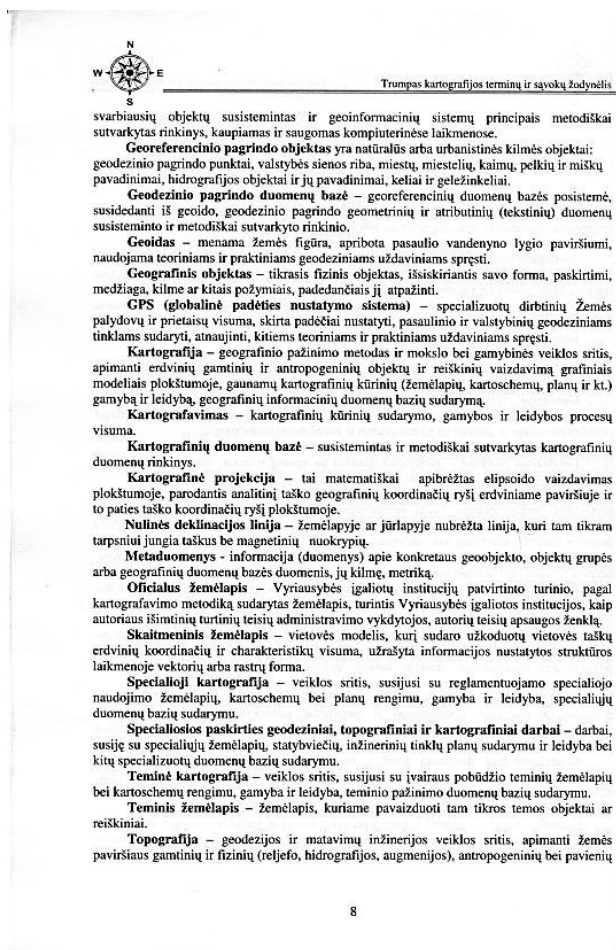 N
W E
S
Trumpas kartografijos terminų ir sąvokų žodynėlis
svarbiausių objektų susistemintas ir geoinformacinių sistemų principais metodiškai
sutvarkytas rinkinys, kaupiamas ir saugomas kompiuterinėse laikmenose.
Georeferencinio pagrindo objektas yra natūralūs arba urbanistinės kilmės objektai:
geodezinio pagrindo punktai, valstybės sienos riba, miestų, miestelių, kaimų, pelkių ir miškų
pavadinimai, hidrografijos objektai ir jų pavadinimai, keliai ir geležinkeliai.
Geodezinio pagrindo duomenų bazė – georeferencinių duomenų bazės posistemė,
susidedanti iš geoido, geodezinio pagrindo geometrinių ir atributinių (tekstinių) duomenų
susisteminto ir metodiškai sutvarkyto rinkinio.
Geoidas – menama žemės figūra, apribota pasaulio vandenyno lygio paviršiumi,
naudojama teoriniams ir praktiniams geodeziniams uždaviniams spręsti.
Geografinis objektas – tikrasis fizinis objektas, išsiskiriantis savo forma, paskirtimi,
medžiaga, kilme ar kitais požymiais, padedančiais jį atpažinti.
GPS (globalinė padėties nustatymo sistema) – specializuotų dirbtinių Žemės
palydovų ir prietaisų visuma, skirta padėčiai nustatyti, pasaulinio ir valstybinių geodeziniams
tinklams sudaryti, atnaujinti, kitiems teoriniams ir praktiniams uždaviniams spręsti.
Kartografija – geografinio pažinimo metodas ir mokslo bei gamybinės veiklos sritis,
apimanti erdvinių gamtinių ir antropogeninių objektų ir reiškinių vaizdavimą grafiniais
modeliais plokštumoje, gaunamų kartografinių kūrinių (žemėlapių, kartoschemų, planų ir kt.)
gamybą ir leidybą, geografinių informacinių duomenų bazių sudarymą.
Kartografavimas – kartografinių kūrinių sudarymo, gamybos ir leidybos procesų
visuma.
Kartografinių duomenų bazė – susistemintas ir metodiškai sutvarkytas kartografinių
duomenų rinkinys.
Kartografinė projekcija – tai matematiškai apibrėžtas elipsoido vaizdavimas
plokštumoje, parodantis analitinį taško geografinių koordinačių ryšį erdviniame paviršiuje ir
to paties taško koordinačių ryšį plokštumoje.
Nulinės deklinacijos linija – žemėlapyje ar jūrlapyje nubrėžta linija, kuri tam tikram
tarpsniui jungia taškus be magnetinių nuokrypių.
Metaduomenys - informacija (duomenys) apie konkretaus geoobjekto, objektų grupės
arba geografinių duomenų bazės duomenis, jų kilmę, metriką.
Oficialus žemėlapis – Vyriausybės įgaliotų institucijų patvirtinto turinio, pagal
kartografavimo metodiką sudarytas žemėlapis, turintis Vyriausybės įgaliotos institucijos, kaip
autoriaus išimtinių turtinių teisių administravimo vykdytojos, autorių teisių apsaugos ženklą.
Skaitmeninis žemėlapis – vietovės modelis, kurį sudaro užkoduotų vietovės taškų
erdvinių koordinačių ir charakteristikų visuma, užrašyta informacijos nustatytos struktūros
laikmenoje vektorių arba rastrų forma.
Specialioji kartografija – veiklos sritis, susijusi su reglamentuojamo specialiojo
naudojimo žemėlapių, kartoschemų bei planų rengimu, gamyba ir leidyba, specialiųjų
duomenų bazių sudarymu.
Specialiosios paskirties geodeziniai, topografiniai ir kartografiniai darbai – darbai,
susiję su specialiųjų žemėlapių, statybviečių, inžinerinių tinklų planų sudarymu ir leidyba bei
kitų specializuotų duomenų bazių sudarymu.
Teminė kartografija – veiklos sritis, susijusi su įvairaus pobūdžio teminių žemėlapių
bei kartoschemų rengimu, gamyba ir leidyba, teminio pažinimo duomenų bazių sudarymu.
Teminis žemėlapis – žemėlapis, kuriame pavaizduoti tam tikros temos objektai ar
reiškiniai.
Topografija – geodezijos ir matavimų inžinerijos veiklos sritis, apimanti žemės
paviršiaus gamtinių ir fizinių (reljefo, hidrografijos, augmenijos), antropogeninių bei pavienių
8